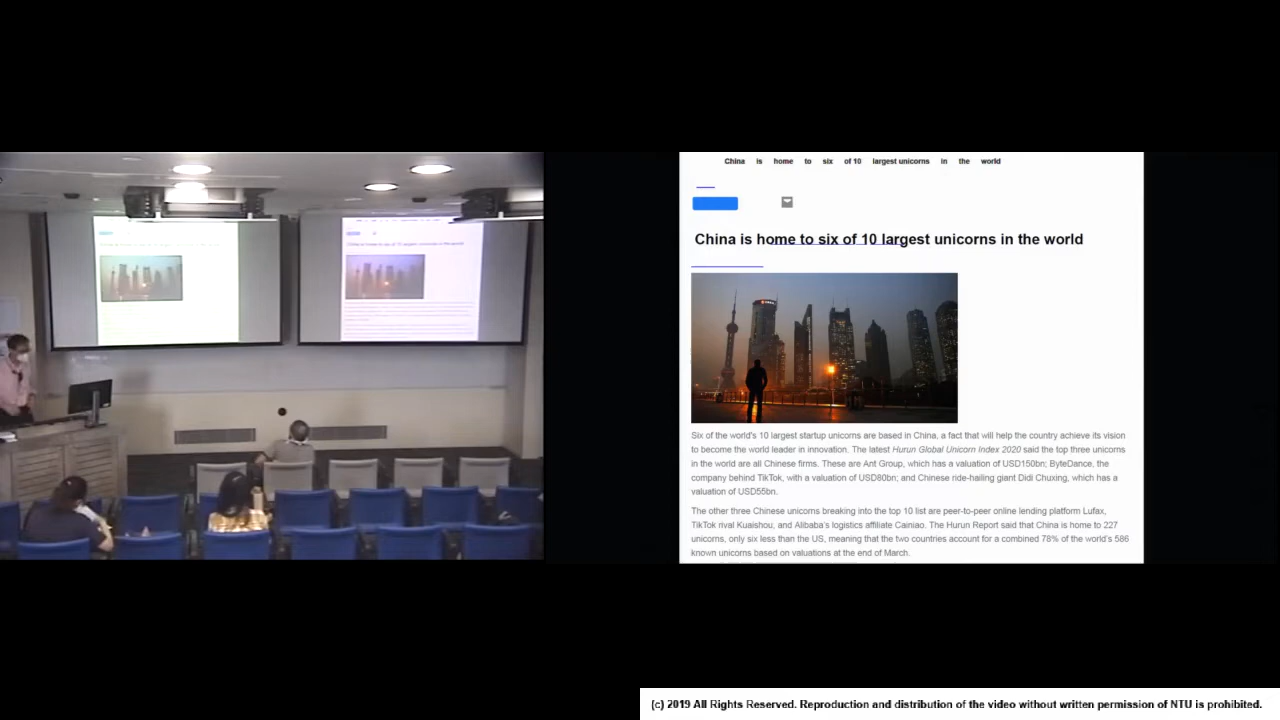 China is home to six of 10 largest unicorns in the world
China is home to six of 10 largest unicorns in the world
Six of the world's 10 largest startup unicorns are based in China, a fact that will help the country achieve its vision
to become the world leader in innovation. The latest Hurun Global Unicorn Index 2020 said the top three unicorns
in the world are all Chinese firms. These are Ant Group, which has a valuation of USD150bn; ByteDance, the
company behind TikTok, with a valuation of USD80bn; and Chinese ride-hailing giant Didi Chuxing, which has a
valuation of USD55bn.
The other three Chinese unicorns breaking into the top 10 list are peer-to-peer online lending platform Lufax,
TikTok rival Kuaishou, and Alibaba's logistics affiliate Cainiao. The Hurun Report said that China is home to 227
unicorns, only six less than the US, meaning that the two countries account for a combined 78% of the world's 586
known unicorns based on valuations at the end of March.
(c) 2019 All Rights Reserved. Reproduction and distribution of the video without written permission of NTU is prohibited.